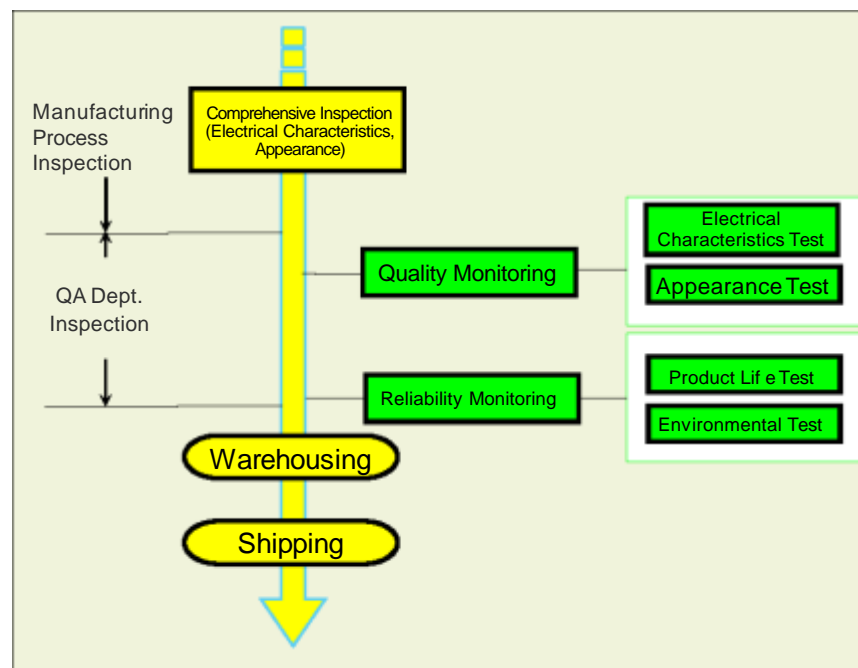 Manufacturing
Process
Inspection
Comprehensive Inspection
(Electrical Characteristics,
Appearance)
QA Dept.
Inspection
Quality Monitoring
Electrical
Characteristics Test
Appearance Test
Reliability Monitoring
Product Lif e Test
Environmental Test
Warehousing
Shipping